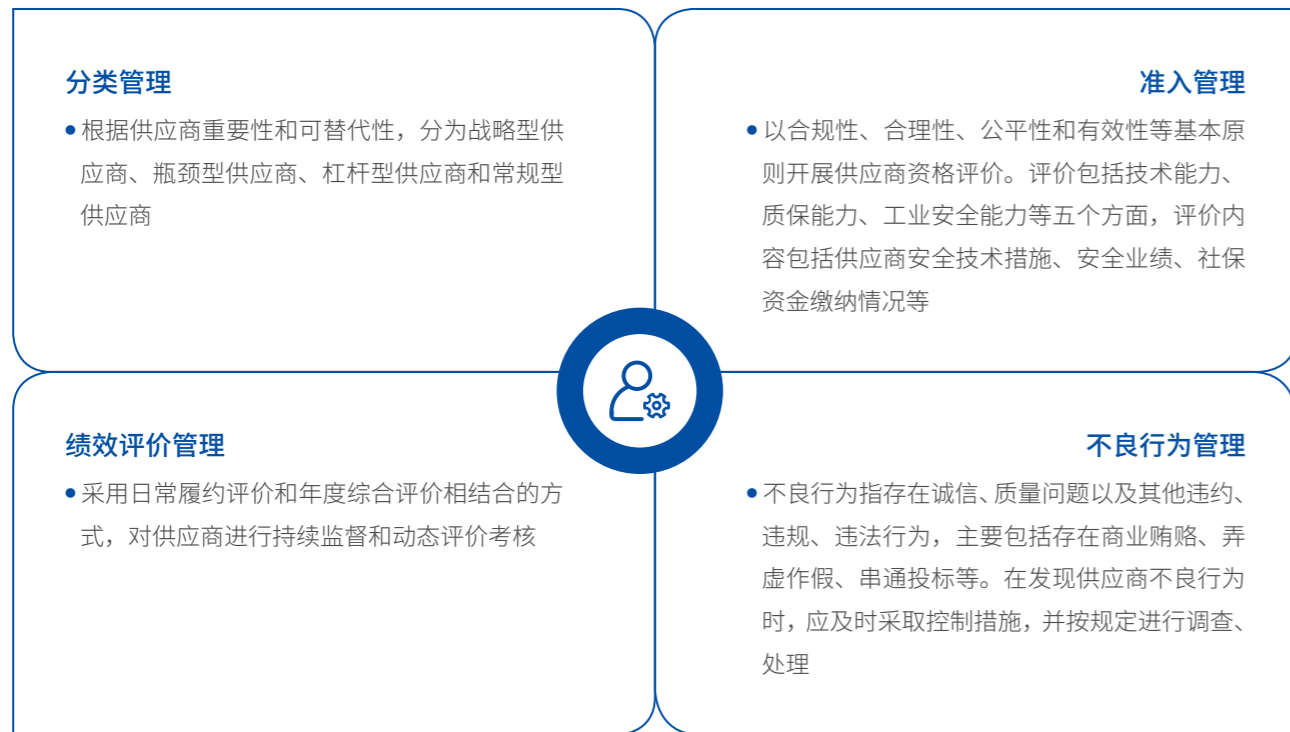 分类管理
●根据供应商重要性和可替代性，分为战略型供
应商、瓶颈型供应商、杠杆型供应商和常规型
供应商
准入管理
●以合规性、合理性、公平性和有效性等基本原
则开展供应商资格评价。评价包括技术能力、
质保能力、工业安全能力等五个方面，评价内
容包括供应商安全技术措施、安全业绩、社保
资金缴纳情况等
绩效评价管理
●采用日常履约评价和年度综合评价相结合的方
式，对供应商进行持续监督和动态评价考核
不良行为管理
●不良行为指存在诚信、质量问题以及其他违约、
违规、违法行为，主要包括存在商业贿赂、弄
虚作假、串通投标等。在发现供应商不良行为
时，应及时采取控制措施，并按规定进行调查、
处理